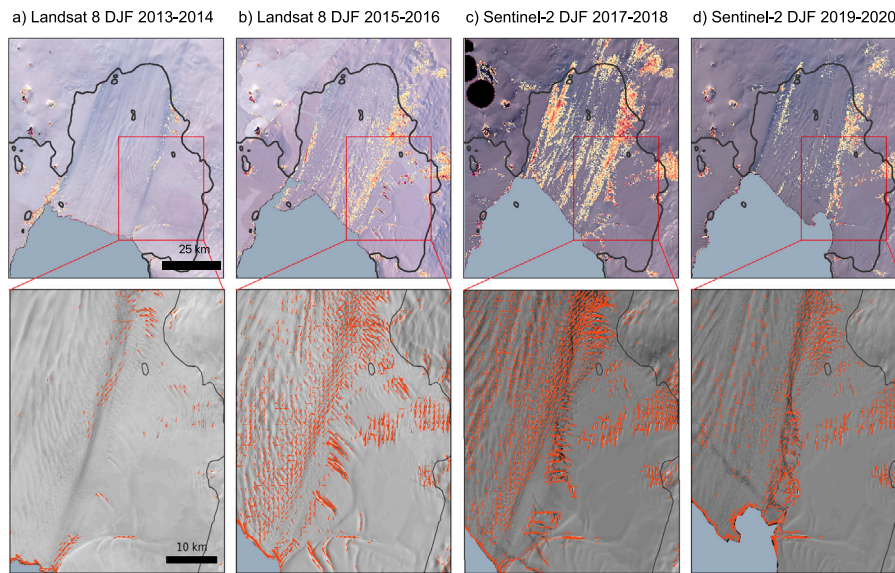 a) Landsat 8 DJF 2013-2014
b) Landsat 8 DJF 2015-2016
c) Sentinel-2 DJF 2017-2018
d) Sentinel-2 DJF 2019-2020
25 km
10 km